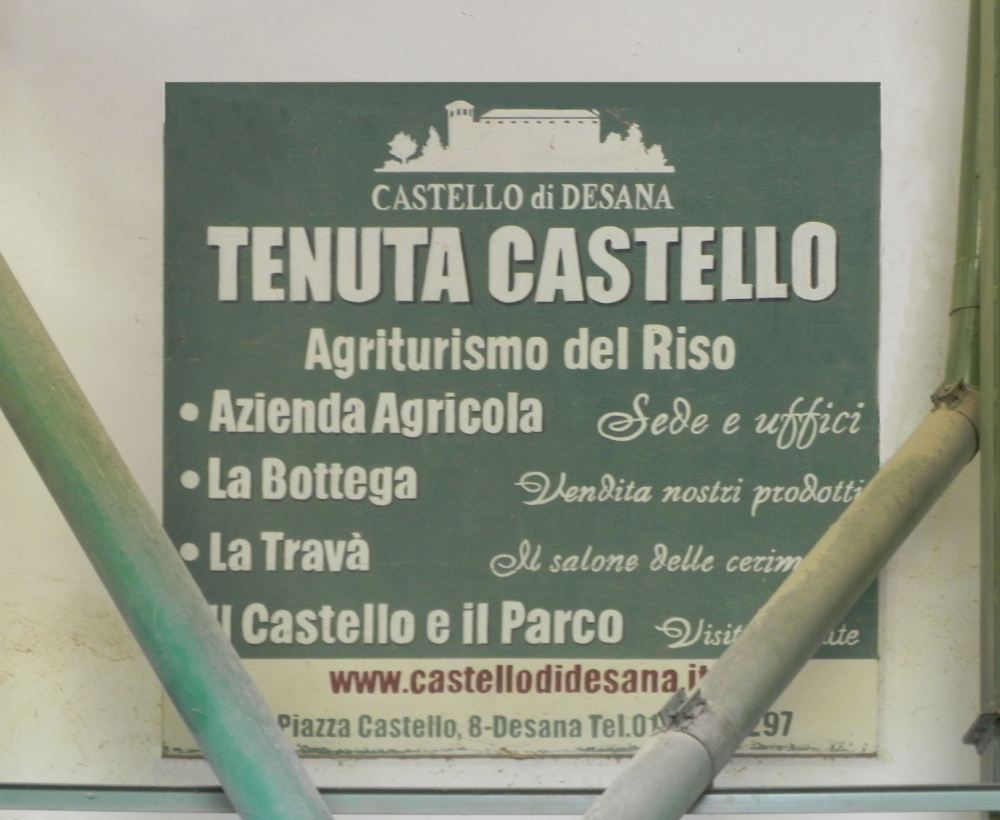 CASTELLO di DESANA
TENUTA CASTELLO
Agriturismo del Riso
• Azienda Agricola Sede e uffici
• La Bottega Vendita nostri prodotti
• La Travà Il salone delle
Il Castello e il Parco
www.castellodidesana.it
Piazza Castello, 8-Desana Tel.